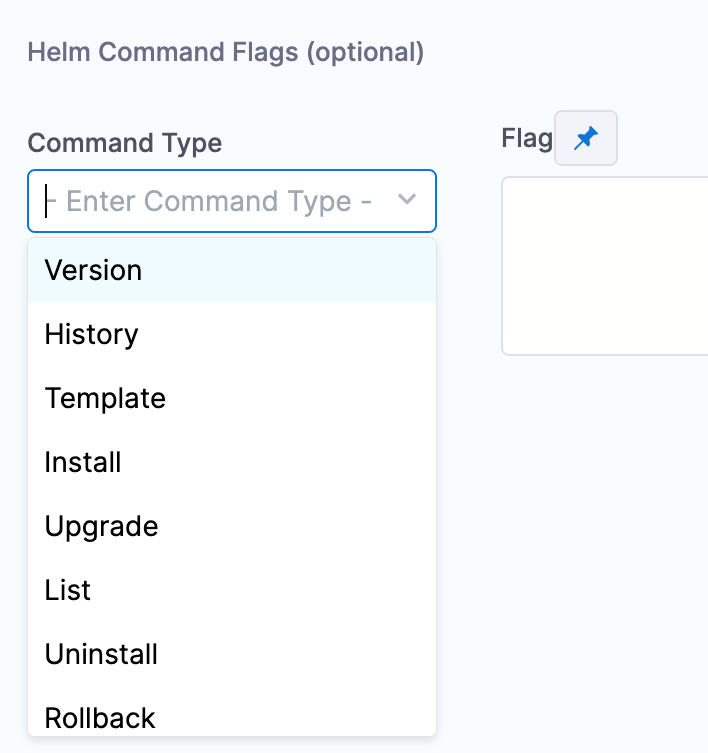 Helm Command Flags (optional)
Command Type
Flag
- Enter Command Type -
Version
History
Template
Install
Upgrade
List
Uninstall
Rollback